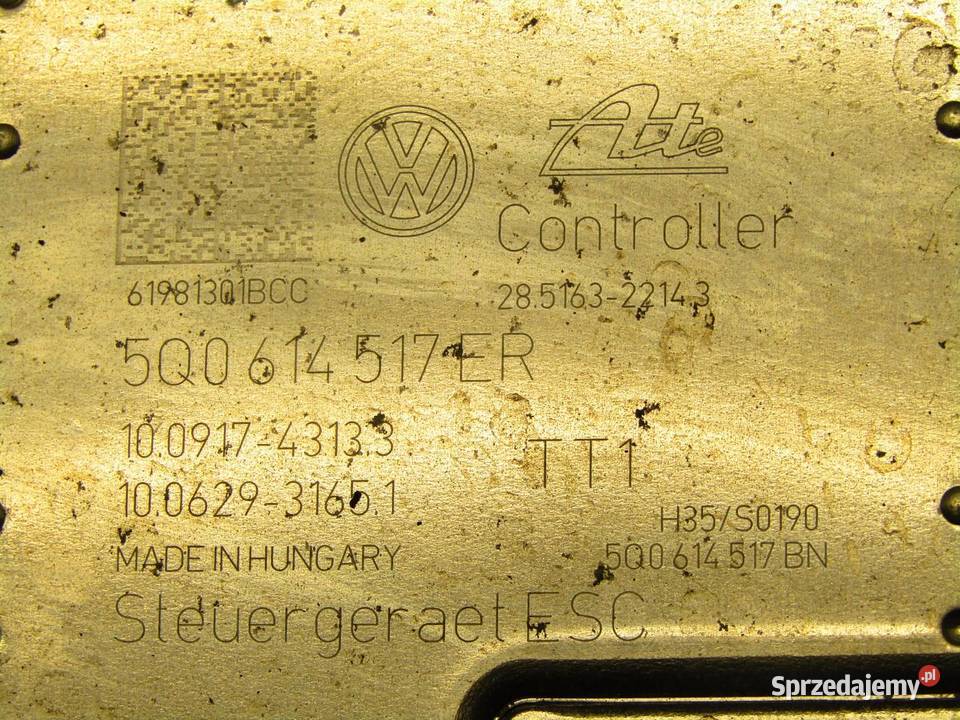 VW
Ate
Controller
61981301BCC
28.5163-2214.3
5Q0 614 517 ER
10.0917-4313.3
TT1
10.0629-3165.1
H35/S0190
MADE IN HUNGARY
5Q0 614 517 BN
Steuergeraet ESC
Sprzedajemy.pl